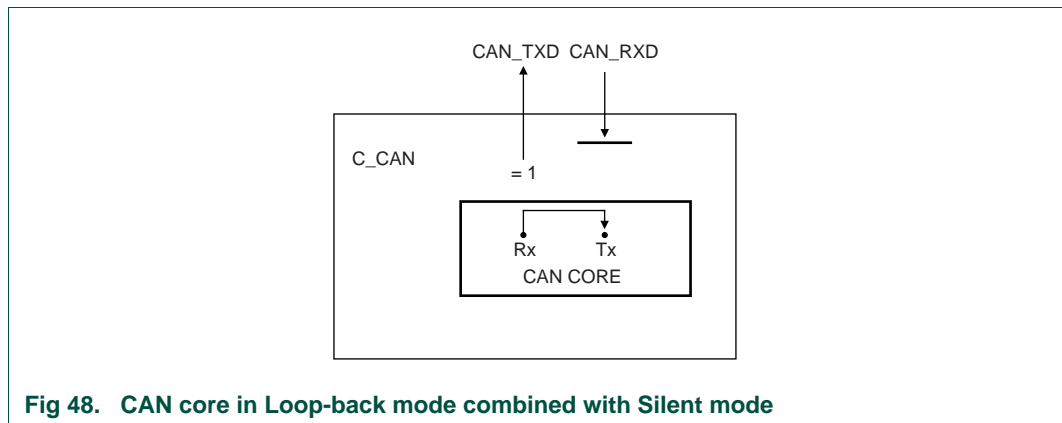 CAN_TXD CAN_RXD
C_CAN
= 1
Rx Tx
CAN CORE
Fig 48. CAN core in Loop-back mode combined with Silent mode